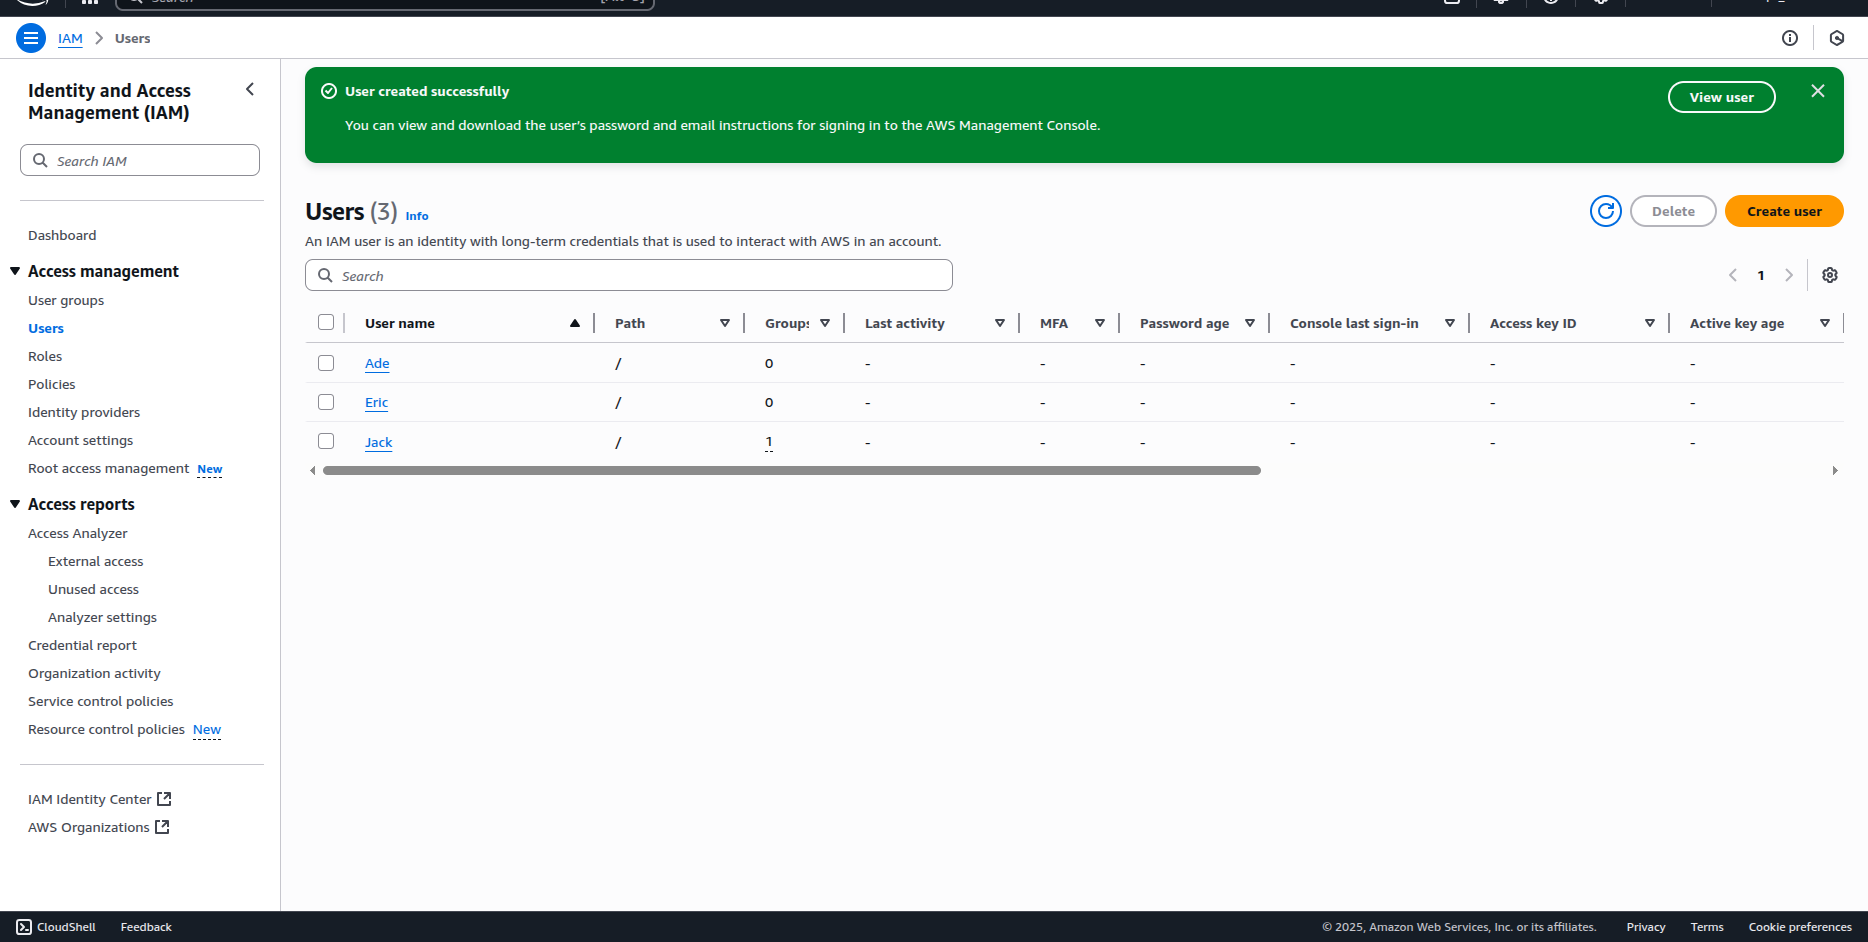 IAM > Users
Identity and Access
Management (IAM)
Search IAM
Dashboard
Access management
User groups
Users
Roles
Policies
Identity providers
Account settings
Root access management New
Access reports
Access Analyzer
External access
Unused access
Analyzer settings
Credential report
Organization activity
Service control policies
Resource control policies New
IAM Identity Center
AWS Organizations
User created successfully
You can view and download the user's password and email instructions for signing in to the AWS Management Console.
View user
Users (3) Info
Delete
Create user
An IAM user is an identity with long-term credentials that is used to interact with AWS in an account.
Search
1
User name Path Groups Last activity MFA Password age Console last sign-in Access key ID Active key age
Ade / 0 - - - - - -
Eric / 0 - - - - - -
Jack / 1 - - - - - -
CloudShell Feedback © 2025, Amazon Web Services, Inc. or its affiliates. Privacy Terms Cookie preferences